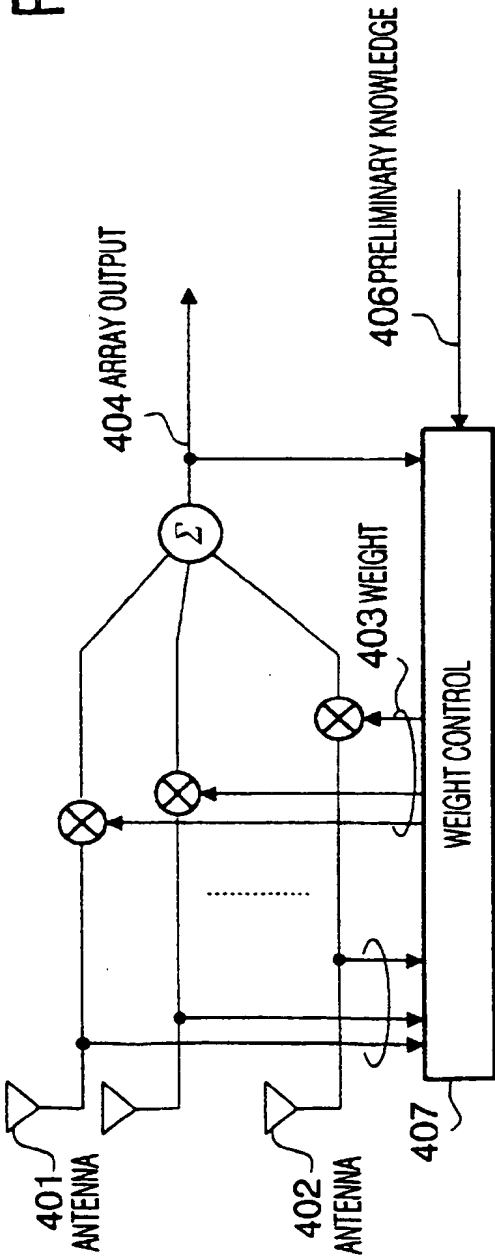 F
401
ANTENNA
402
ANTENNA
404 ARRAY OUTPUT
Σ
403 WEIGHT
406 PRELIMINARY KNOWLEDGE
WEIGHT CONTROL
407